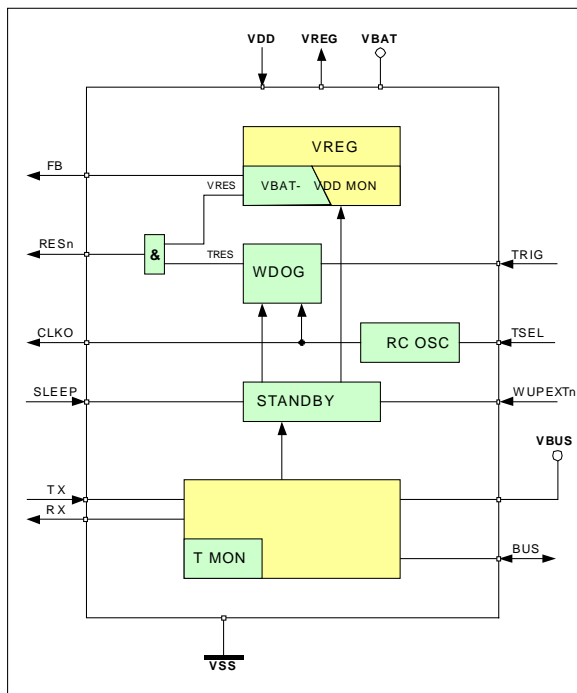 VDD VREG VBAT
VREG
FB
VBAT- VDD MON
VRES
RESn
&
TRES
WDOG
TRIG
CLKO
RC OSC
TSEL
SLEEP
STANDBY
WUPEXTn
VBUS
TX
RX
T MON
BUS
VSS